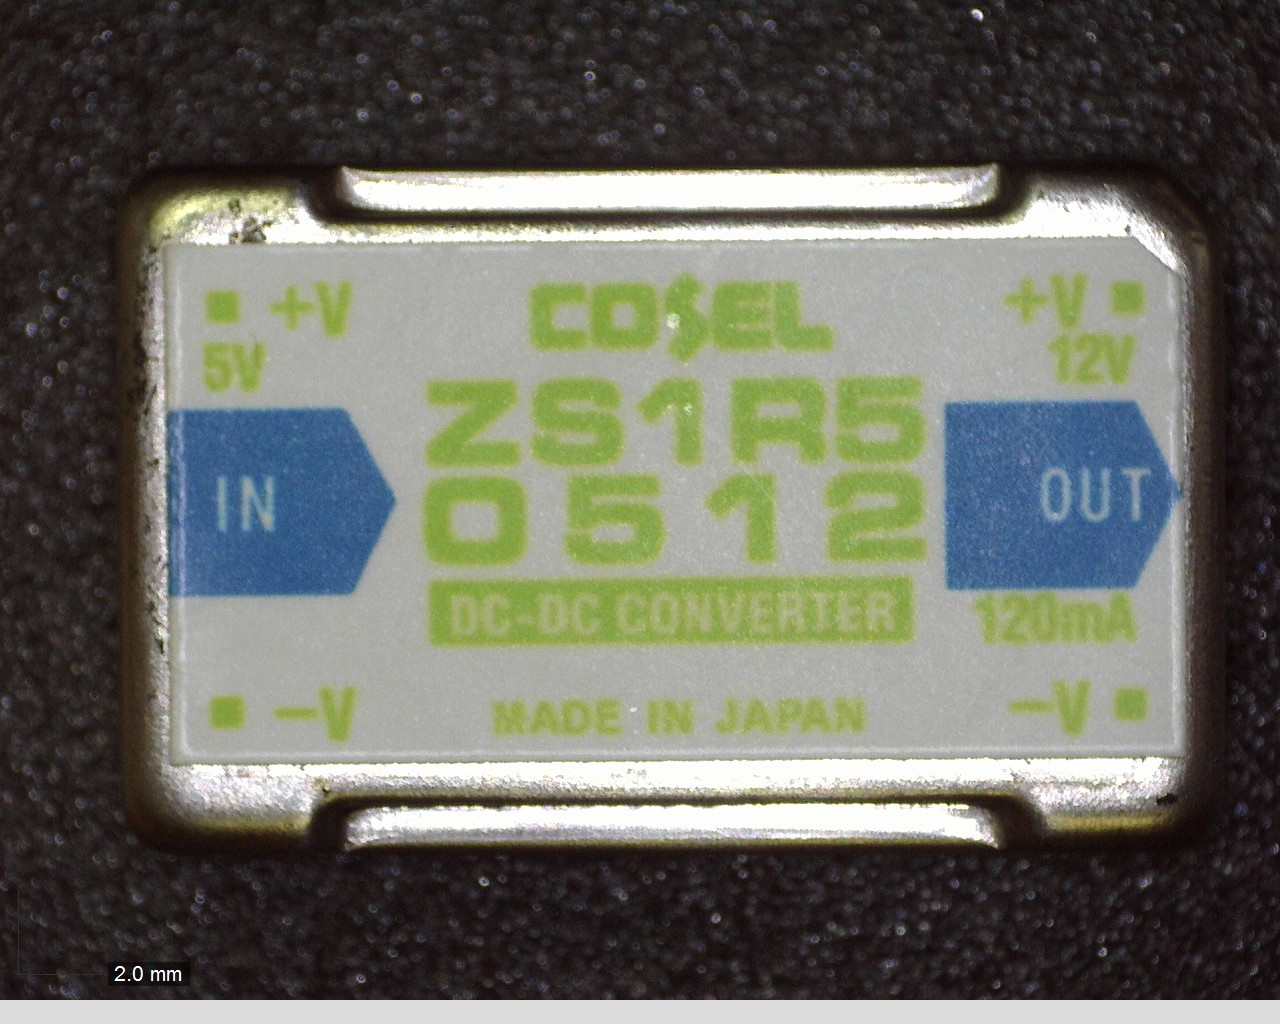 +V
5V
COSEL
+V
12V
ZS1R5
0512
IN
OUT
DC-DC CONVERTER
120mA
−V
MADE IN JAPAN
−V
2.0 mm